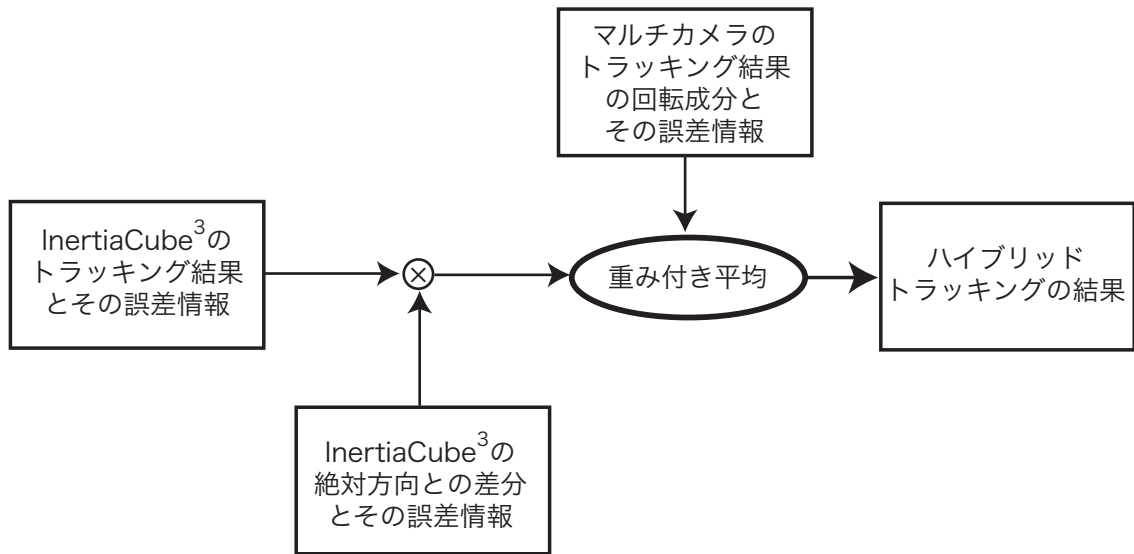 マルチカメラの
トラッキング結果
の回転成分と
その誤差情報
InertiaCube³の
トラッキング結果
とその誤差情報
重み付き平均
ハイブリッド
トラッキングの結果
InertiaCube³の
絶対方向との差分
とその誤差情報